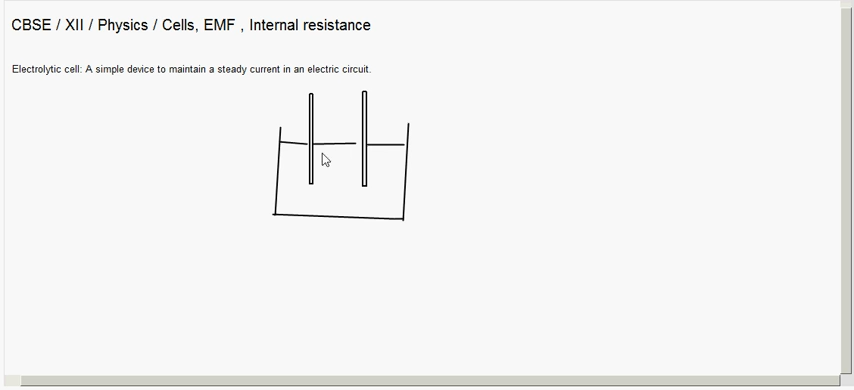 CBSE / XII / Physics / Cells, EMF , Internal resistance
Electrolytic cell: A simple device to maintain a steady current in an electric circuit.